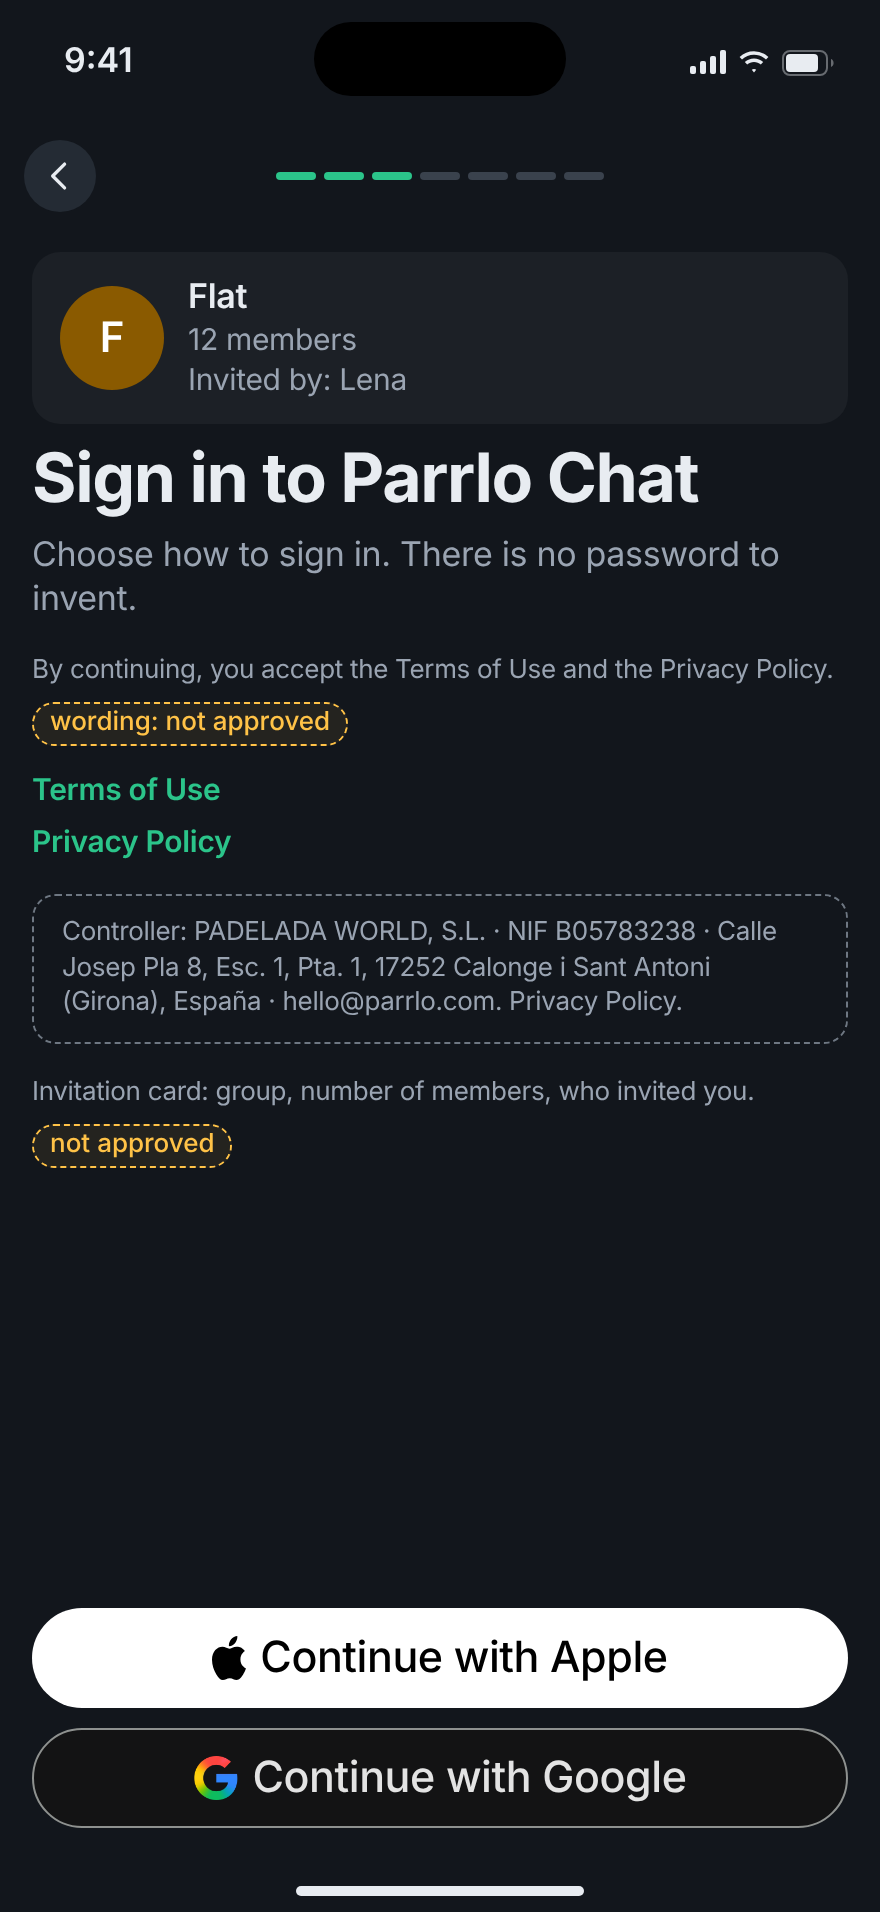 9:41
F
Flat
12 members
Invited by: Lena
Sign in to Parrlo Chat
Choose how to sign in. There is no password to
invent.
By continuing, you accept the Terms of Use and the Privacy Policy.
wording: not approved
Terms of Use
Privacy Policy
Controller: PADELADA WORLD, S.L. · NIF B05783238 · Calle
Josep Pla 8, Esc. 1, Pta. 1, 17252 Calonge i Sant Antoni
(Girona), España · hello@parrlo.com. Privacy Policy.
Invitation card: group, number of members, who invited you.
not approved
Continue with Apple
Continue with Google